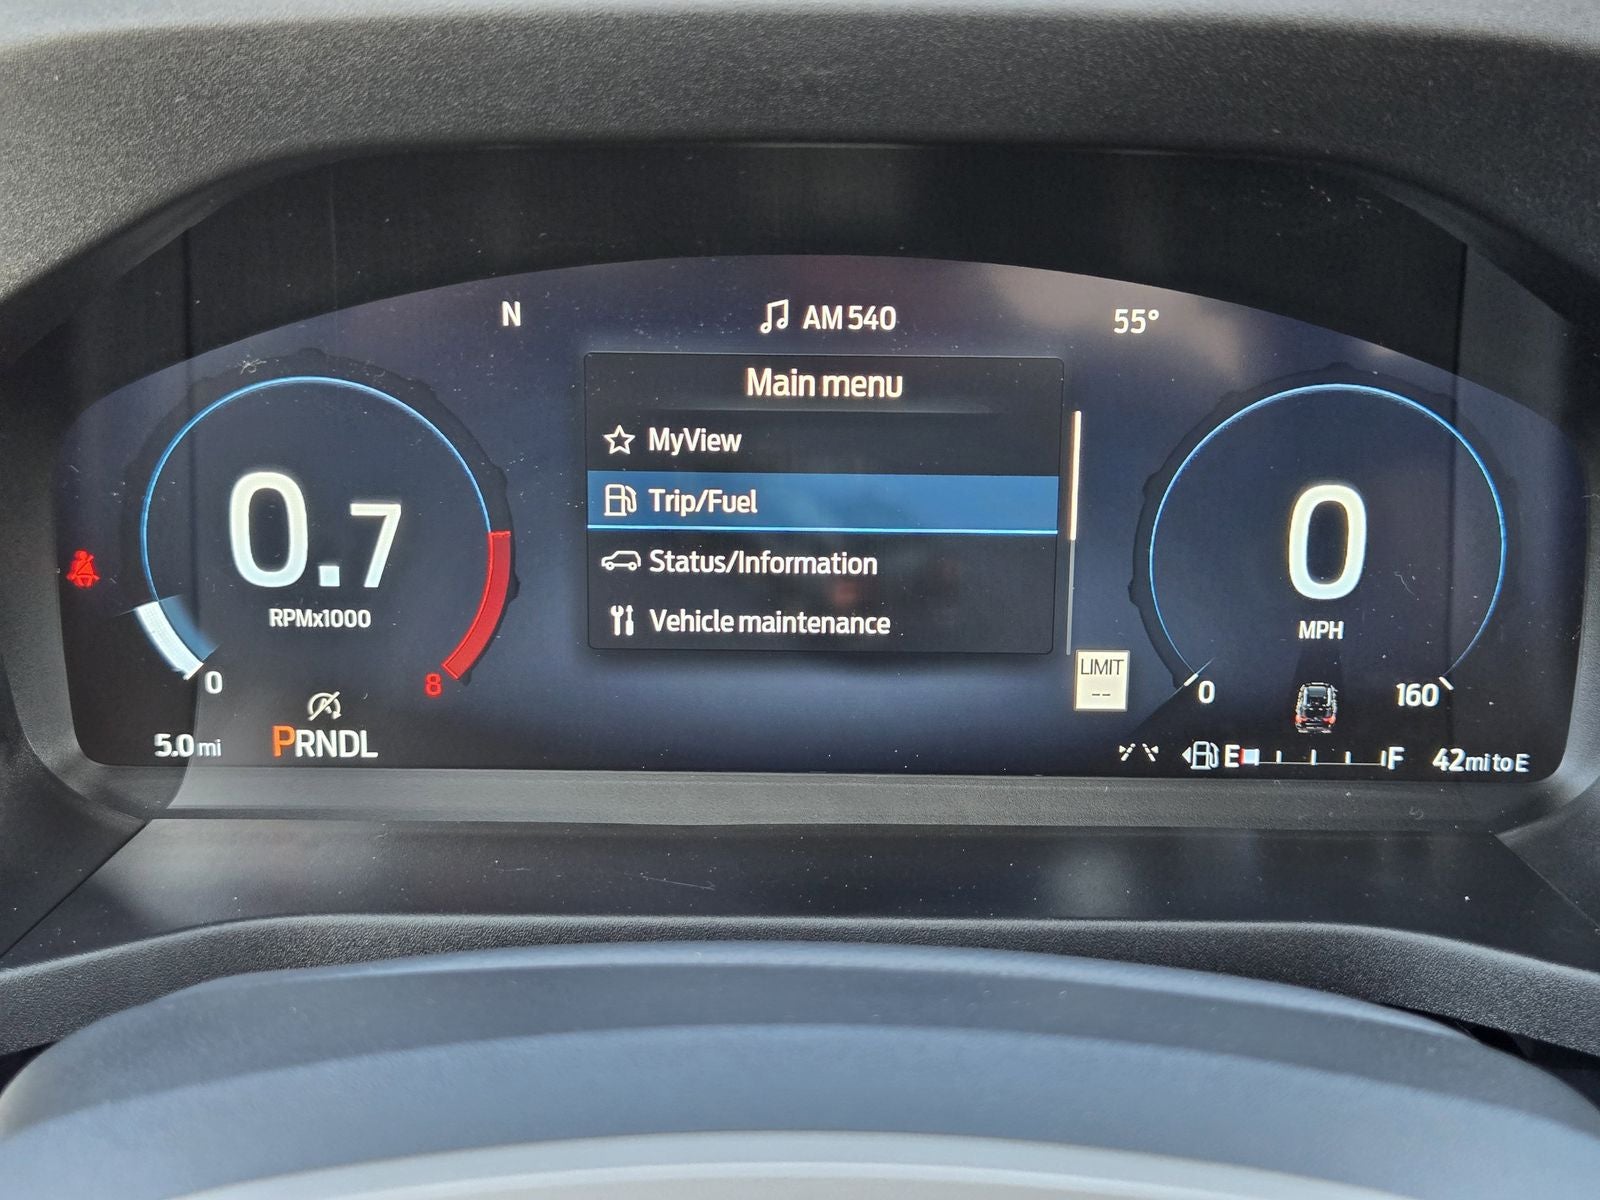 N
AM 540
55°
Main menu
MyView
Trip/Fuel
Status/Information
Vehicle maintenance
0.7
RPMx1000
0
8
0
MPH
0
160
LIMIT
--
5.0 mi
PRNDL
E
F
42 mi to E